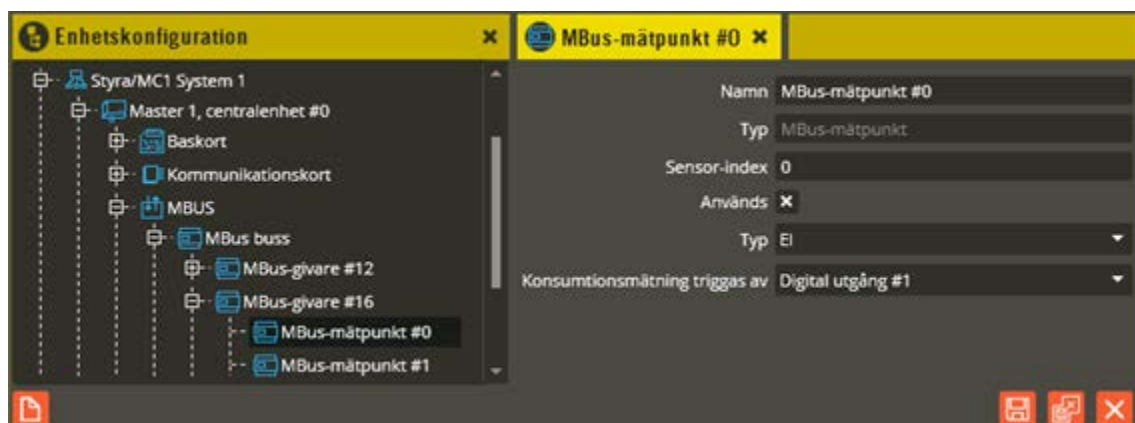 Enhetskonfiguration
Styra/MC1 System 1
Master 1, centralenhet #0
Baskort
Kommunikationskort
MBUS
MBus buss
MBus-givare #12
MBus-givare #16
MBus-mätpunkt #0
MBus-mätpunkt #1
MBus-mätpunkt #0
Namn MBus-mätpunkt #0
Typ MBus-mätpunkt
Sensor-index 0
Används
Typ El
Konsumtionsmätning triggas av Digital utgång #1